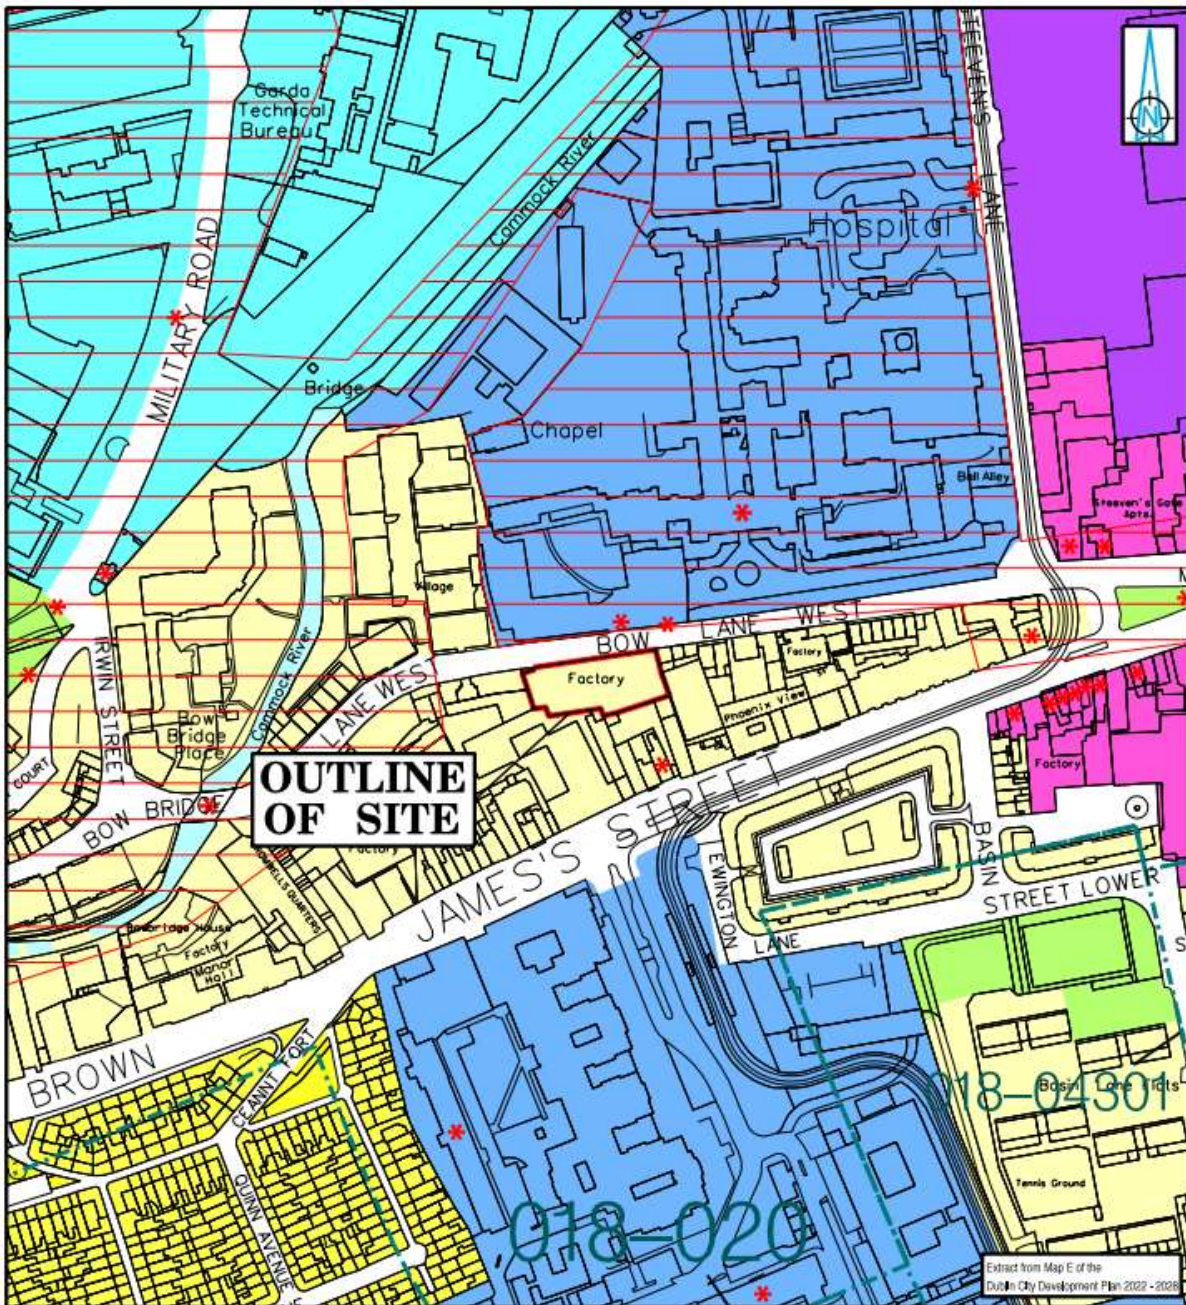 STEEVEN'S LANE
N
Garda
Technical
Bureau
Cammock River
MILITARY ROAD
Hospital
Bridge
Chapel
Ball Alley
Steeven's Gate
Apts.
Village
BOW LANE WEST
M
IRWIN STREET
Cammock River
LANE WEST
Factory
Factory
Phoenix View
Bow
Bridge
Place
COURT
BOW BRIDGE
OUTLINE
OF SITE
Factory
Factory
JAMES'S STREET
EWINGTON
LANE
BASIN
STREET LOWER
S
Bowbridge House
Factory
Manor
Hall
BROWN
CEANNT FORT
QUINN AVENUE
018-04301
Basin Lane Flats
Tennis Ground
018-020
Extract from Map E of the
Dublin City Development Plan 2022 - 2028